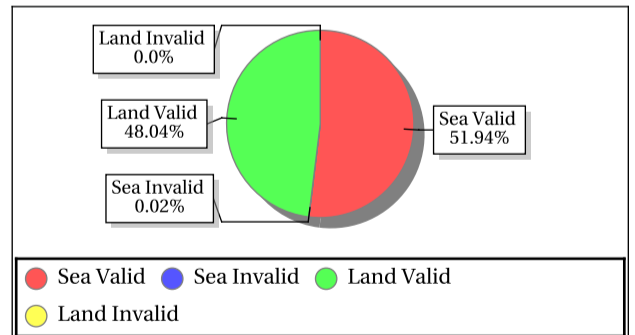 Land Invalid
0.0%
Land Valid
48.04%
Sea Valid
51.94%
Sea Invalid
0.02%
Sea Valid Sea Invalid Land Valid
Land Invalid